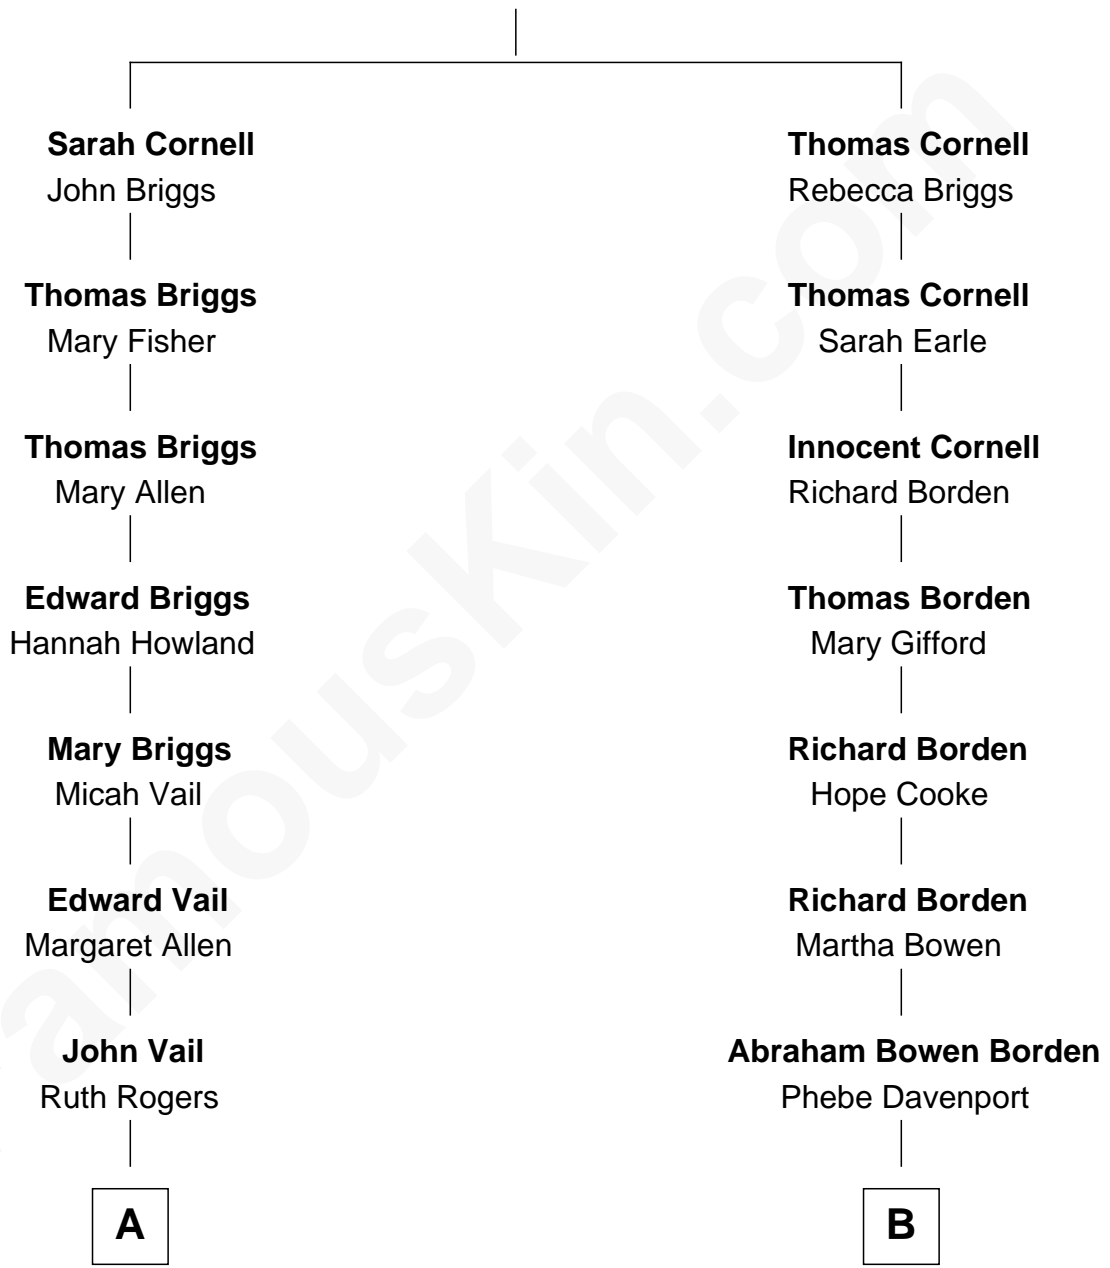 Sarah Cornell
John Briggs
Thomas Briggs
Mary Fisher
Thomas Briggs
Mary Allen
Edward Briggs
Hannah Howland
Mary Briggs
Micah Vail
Edward Vail
Margaret Allen
John Vail
Ruth Rogers
A
Thomas Cornell
Rebecca Briggs
Thomas Cornell
Sarah Earle
Innocent Cornell
Richard Borden
Thomas Borden
Mary Gifford
Richard Borden
Hope Cooke
Richard Borden
Martha Bowen
Abraham Bowen Borden
Phebe Davenport
B
amousKin.com